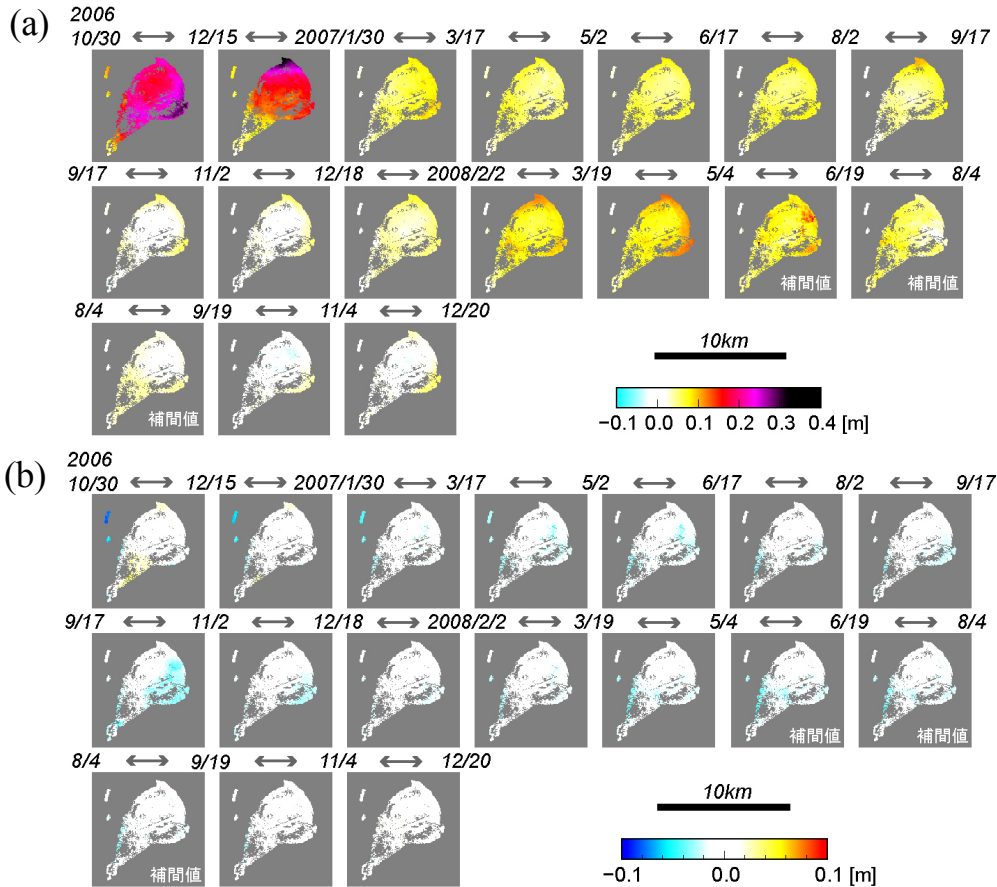 2006
(a) 10/30 12/15 2007/1/30 3/17 5/2 6/17 8/2 9/17
9/17 11/2 12/18 2008/2/2 3/19 5/4 6/19 8/4
補間値 補間値
8/4 9/19 11/4 12/20
10km
補間値
−0.1 0.0 0.1 0.2 0.3 0.4 [m]
2006
(b) 10/30 12/15 2007/1/30 3/17 5/2 6/17 8/2 9/17
9/17 11/2 12/18 2008/2/2 3/19 5/4 6/19 8/4
補間値 補間値
8/4 9/19 11/4 12/20
10km
補間値
−0.1 0.0 0.1 [m]